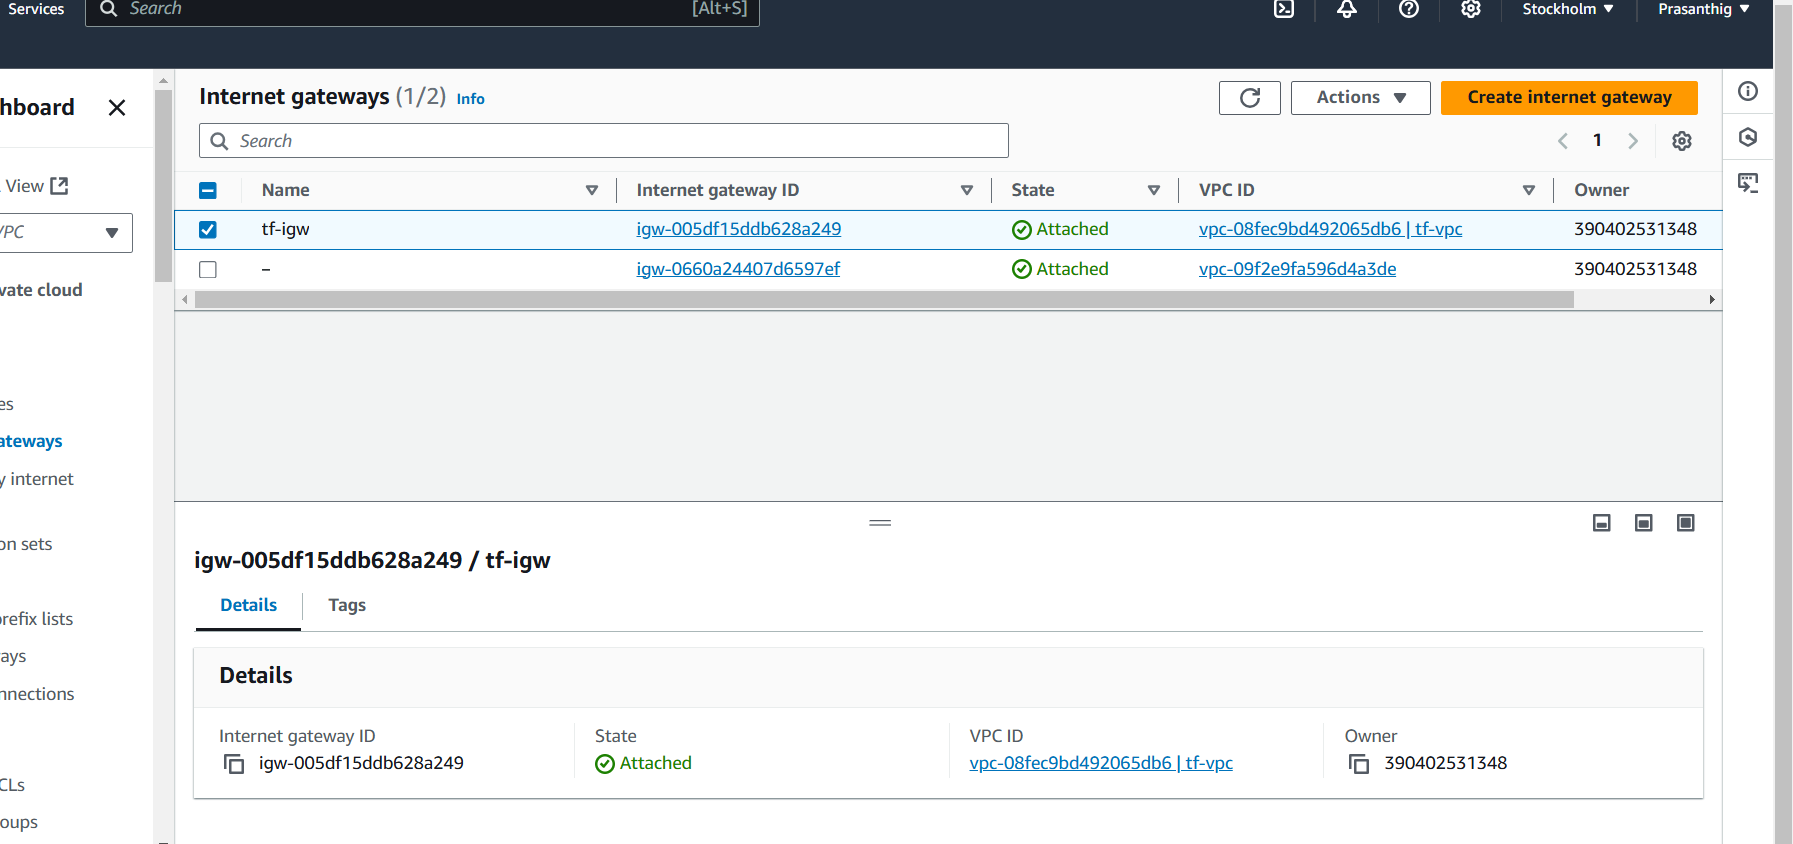 Services
Search [Alt+S]
Stockholm
Prasanthig
hboard
View
VPC
vate cloud
es
ateways
y internet
on sets
prefix lists
ays
nnections
CLs
oups
Internet gateways (1/2) Info
Actions
Create internet gateway
Search
1
Name Internet gateway ID State VPC ID Owner
tf-igw igw-005df15ddb628a249 Attached vpc-08fec9bd492065db6 | tf-vpc 390402531348
– igw-0660a24407d6597ef Attached vpc-09f2e9fa596d4a3de 390402531348
igw-005df15ddb628a249 / tf-igw
Details Tags
Details
Internet gateway ID State VPC ID Owner
igw-005df15ddb628a249 Attached vpc-08fec9bd492065db6 | tf-vpc 390402531348